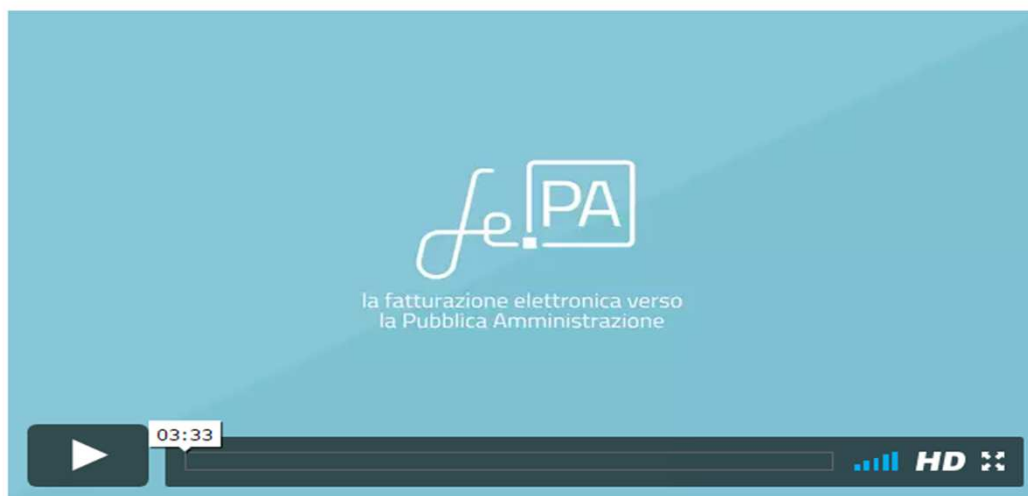 fe.PA
la fatturazione elettronica verso
la Pubblica Amministrazione
03:33
HD